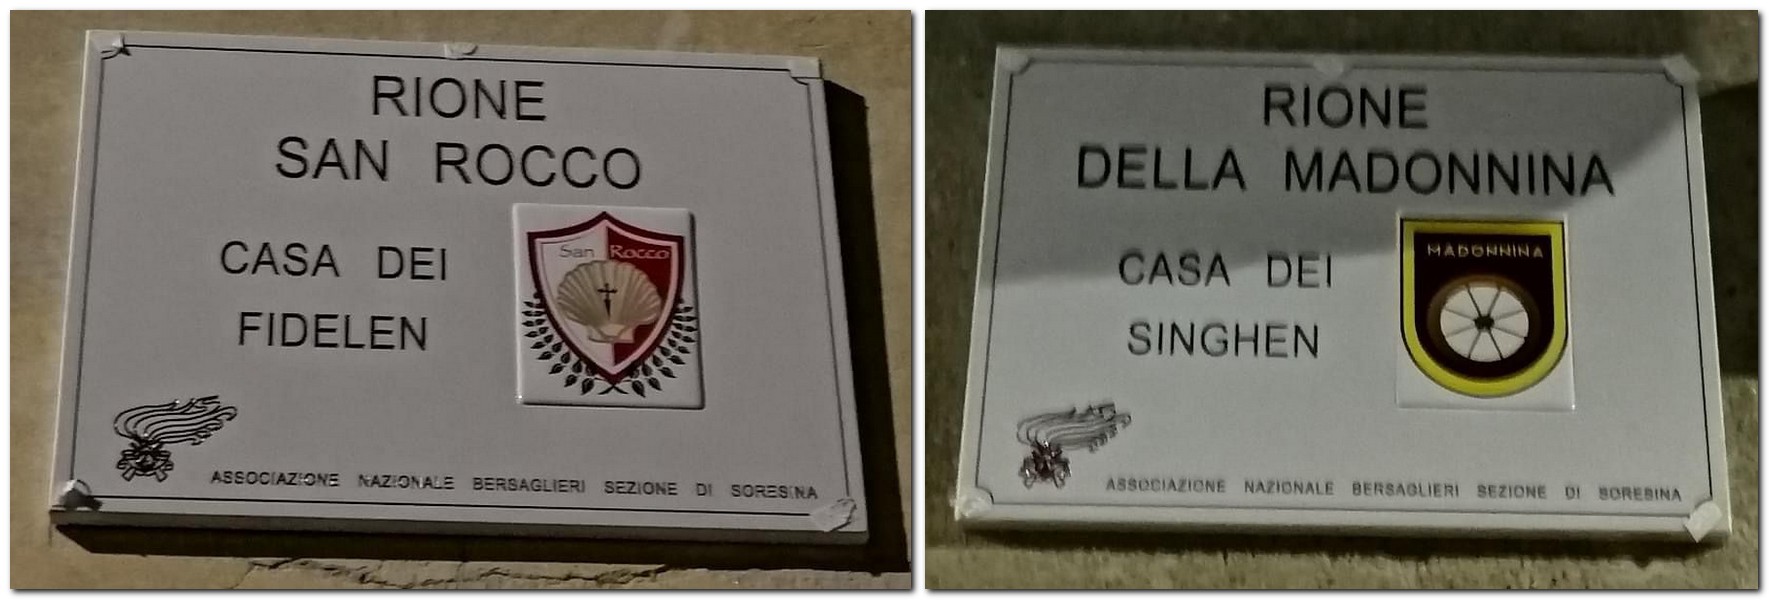 RIONE
SAN ROCCO
CASA DEI
FIDELEN
San Rocco
ASSOCIAZIONE NAZIONALE BERSAGLIERI SEZIONE DI SORESINA
RIONE
DELLA MADONNINA
CASA DEI
SINGHEN
MADONNINA
ASSOCIAZIONE NAZIONALE BERSAGLIERI SEZIONE DI SORESINA